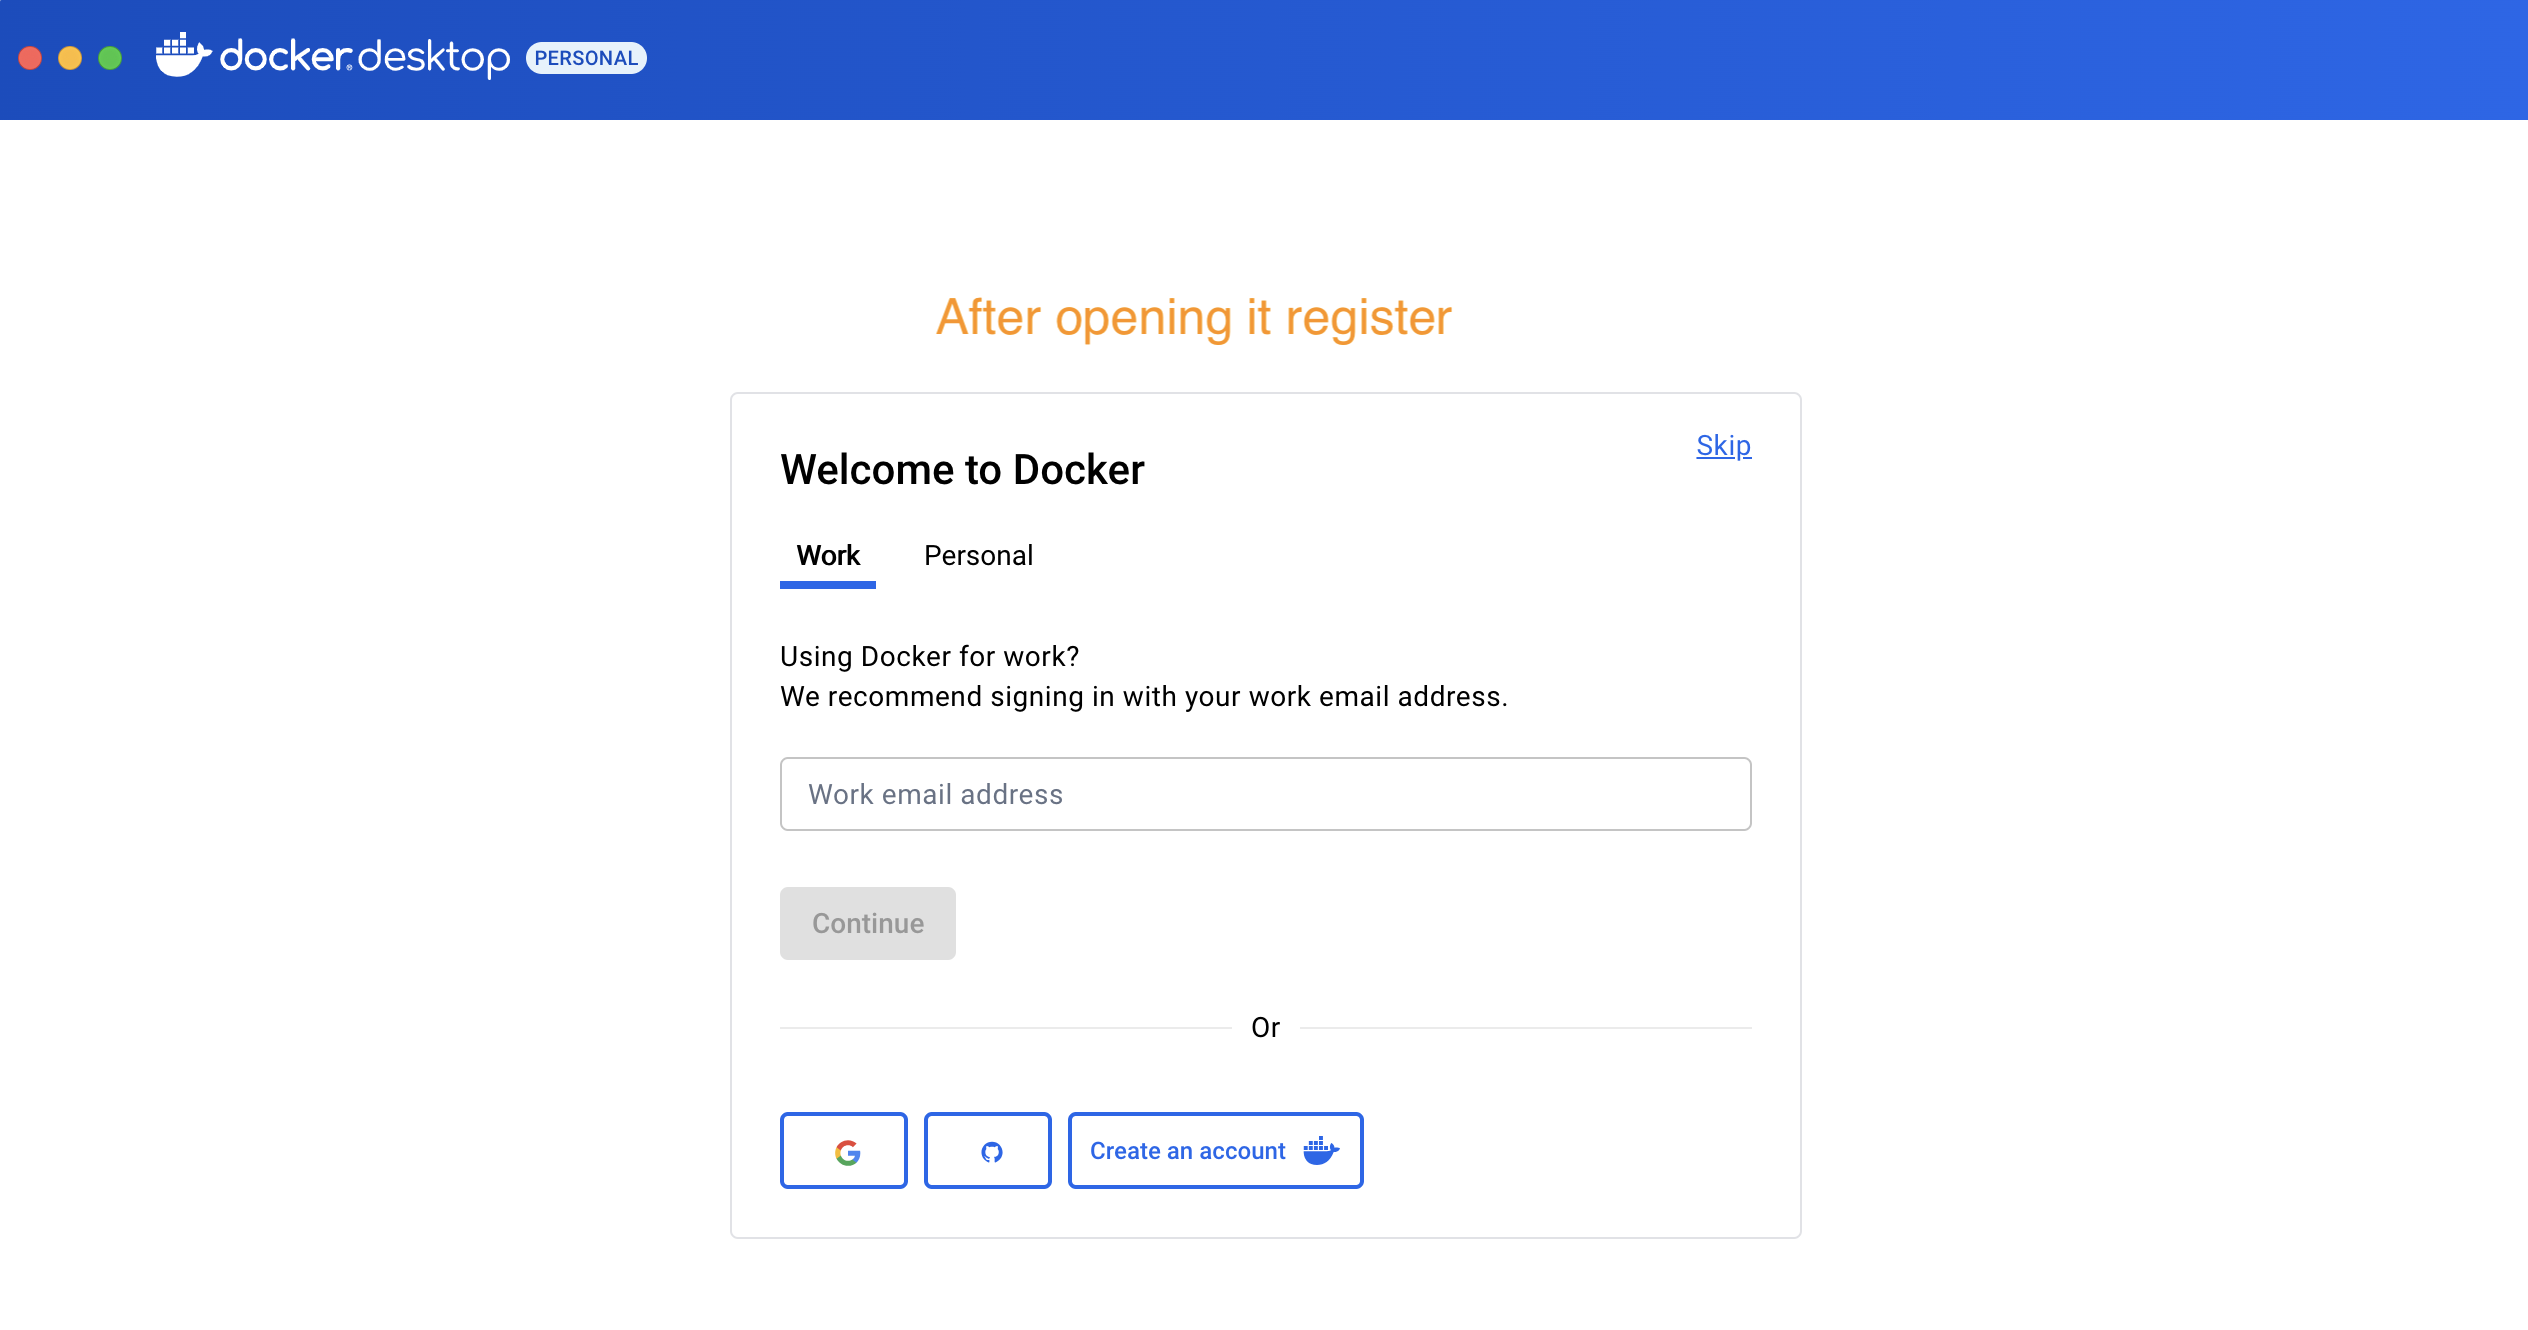 docker desktop PERSONAL
After opening it register
Skip
Welcome to Docker
Work Personal
Using Docker for work?
We recommend signing in with your work email address.
Work email address
Continue
Or
Create an account